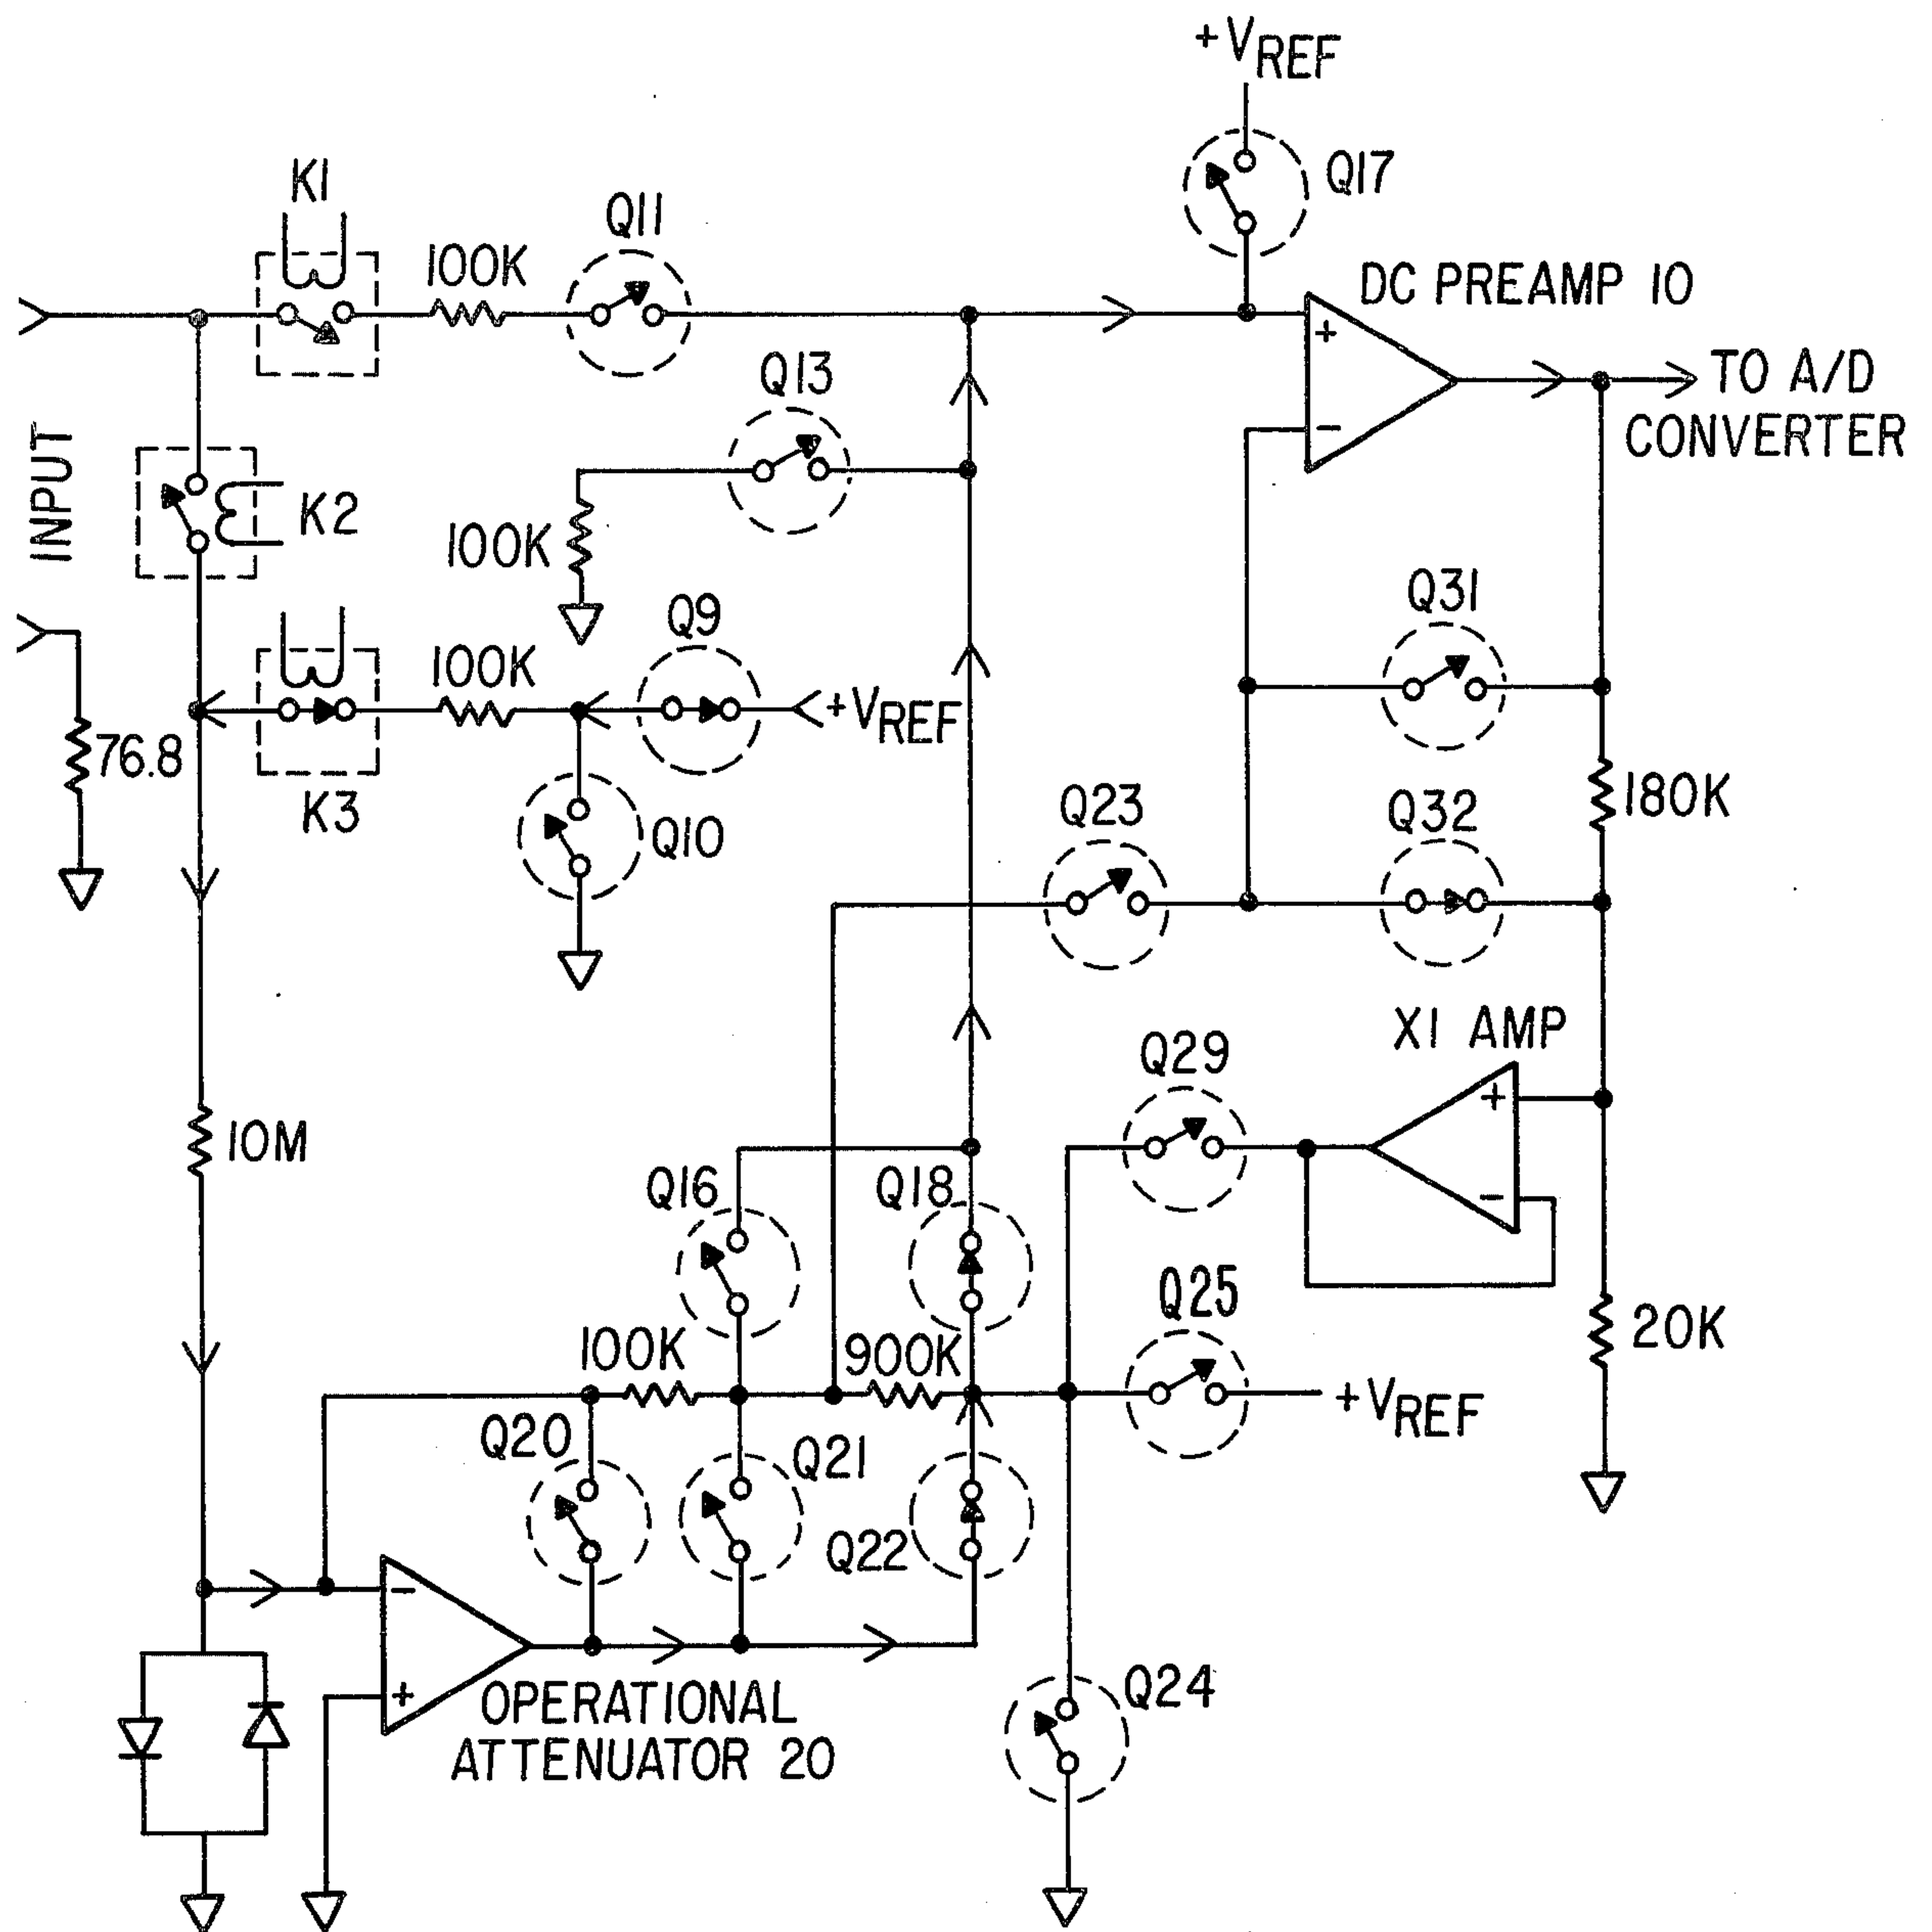 +VREF
K1
Q11
Q17
100K
DC PREAMP 10
+
Q13
TO A/D
CONVERTER
−
INPUT
K2
100K
Q31
Q9
100K
+VREF
76.8
K3
Q10
Q23
Q32
180K
X1 AMP
Q29
+
10M
Q16
Q18
−
Q25
100K
900K
20K
+VREF
Q20
Q21
Q22
−
+
OPERATIONAL
ATTENUATOR 20
Q24